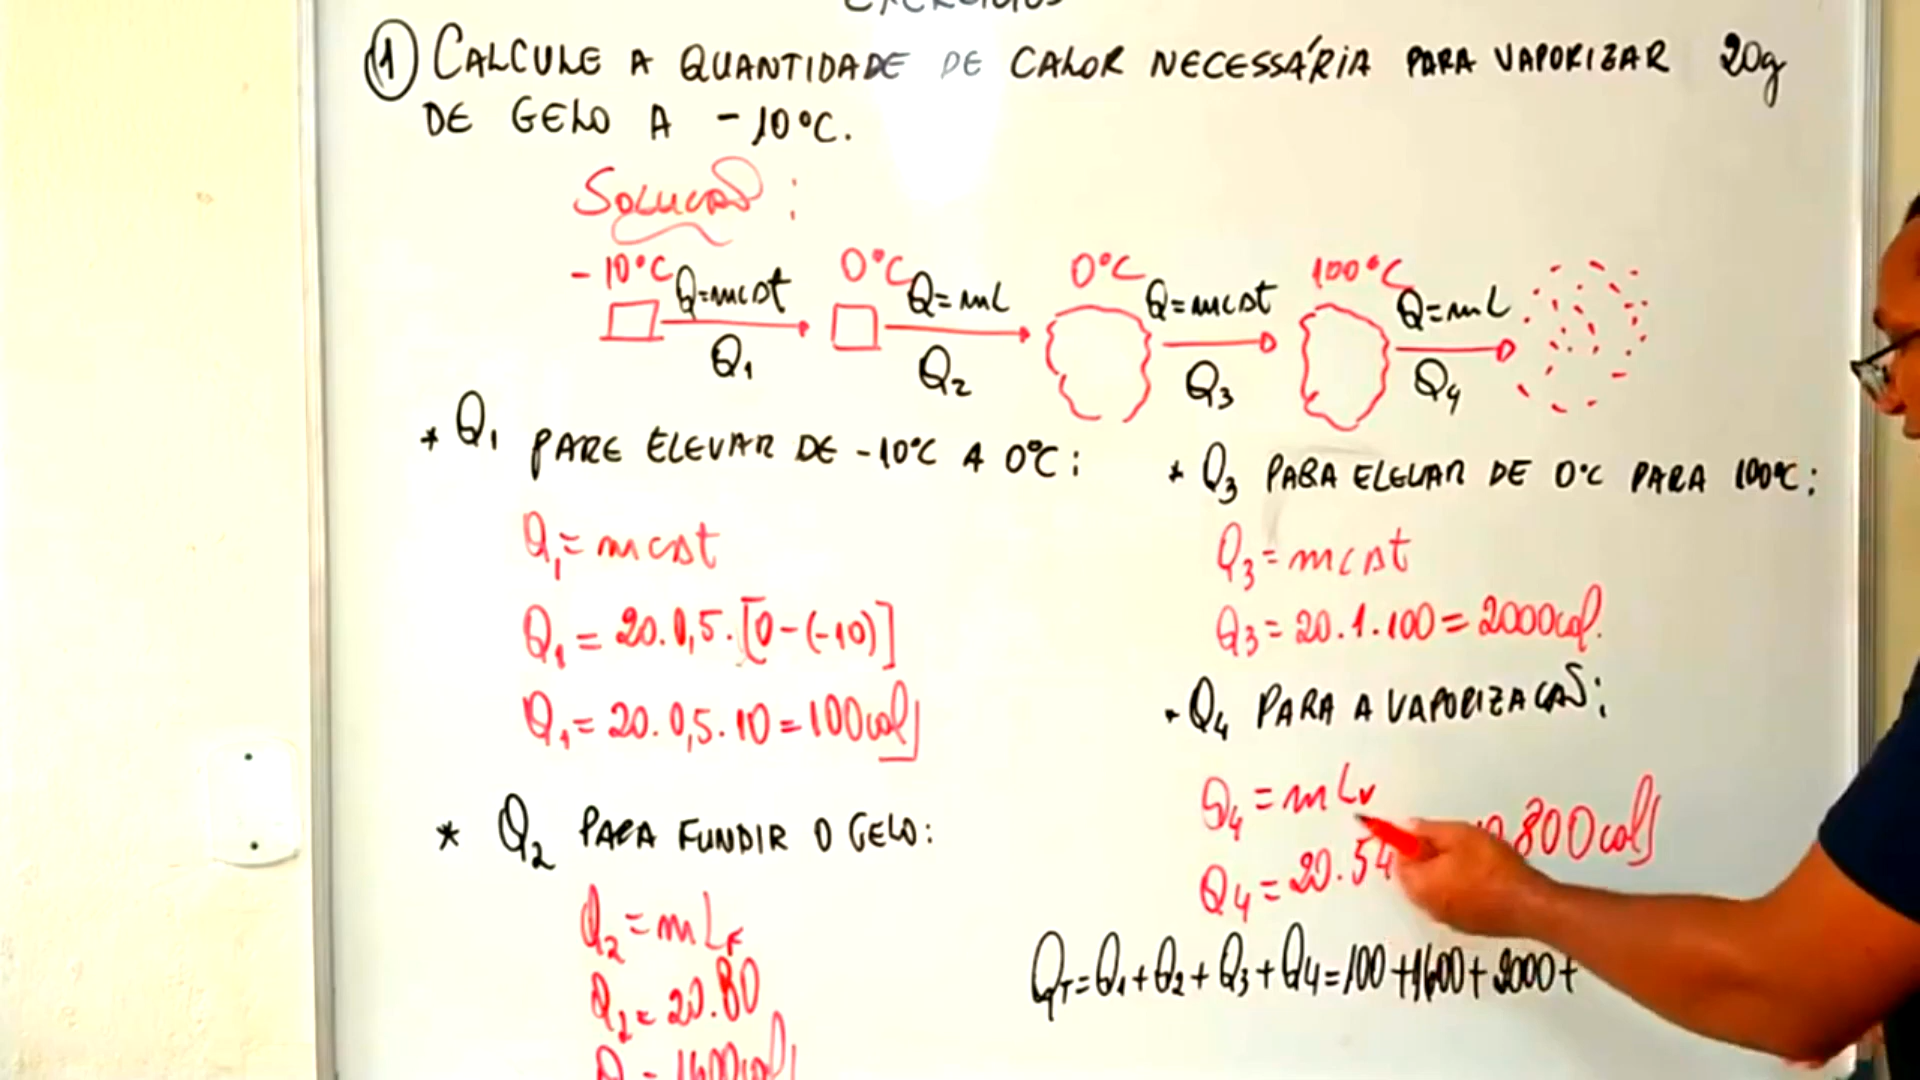 EXERCÍCIOS
① CALCULE A QUANTIDADE DE CALOR NECESSÁRIA PARA VAPORIZAR 20g
DE GELO A -10°C.
SOLUÇÃO:
-10°C Q=mcΔt 0°C Q=mL 0°C Q=mcΔt 100°C Q=mL
Q₁ Q₂ Q₃ Q₄
* Q₁ PARE ELEVAR DE -10°C A 0°C:
Q₁ = mcΔt
Q₁ = 20.0,5.[0-(-10)]
Q₁ = 20.0,5.10 = 100cal
* Q₂ PARA FUNDIR O GELO:
Q₂ = mLF
Q₂ = 20.80
Q = 1600cal
* Q₃ PARA ELEVAR DE 0°C PARA 100°C:
Q₃ = mcΔt
Q₃ = 20.1.100 = 2000cal.
• Q₄ PARA A VAPORIZAÇÃO:
Q₄ = mLv
Q₄ = 20.54 800cal
QT = Q₁ + Q₂ + Q₃ + Q₄ = 100 + 1600 + 2000 +